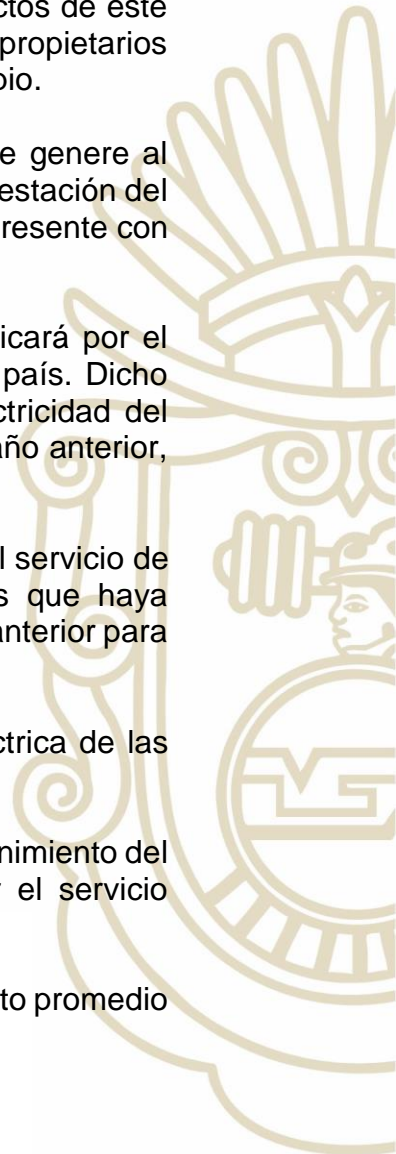 ctos de este
propietarios
pio.
e genere al
estación del
resente con
icará por el
país. Dicho
ctricidad del
año anterior,
l servicio de
s que haya
anterior para
ctrica de las
nimiento del
r el servicio
to promedio